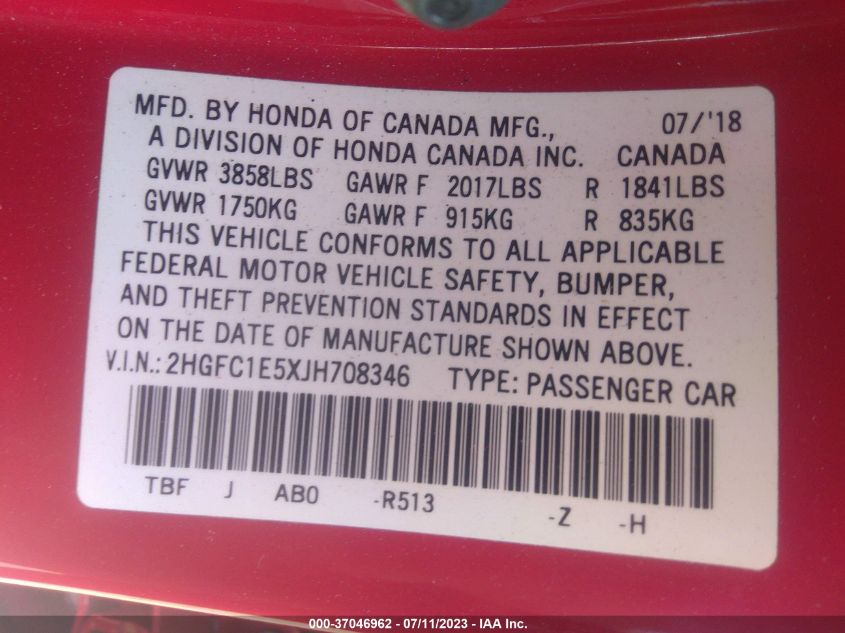 MFD. BY HONDA OF CANADA MFG., 07/'18
A DIVISION OF HONDA CANADA INC. CANADA
GVWR 3858LBS GAWR F 2017LBS R 1841LBS
GVWR 1750KG GAWR F 915KG R 835KG
THIS VEHICLE CONFORMS TO ALL APPLICABLE
FEDERAL MOTOR VEHICLE SAFETY, BUMPER,
AND THEFT PREVENTION STANDARDS IN EFFECT
ON THE DATE OF MANUFACTURE SHOWN ABOVE.
V.I.N.: 2HGFC1E5XJH708346 TYPE: PASSENGER CAR
TBF J AB0 -R513 -Z -H
000-37046962 - 07/11/2023 - IAA Inc.